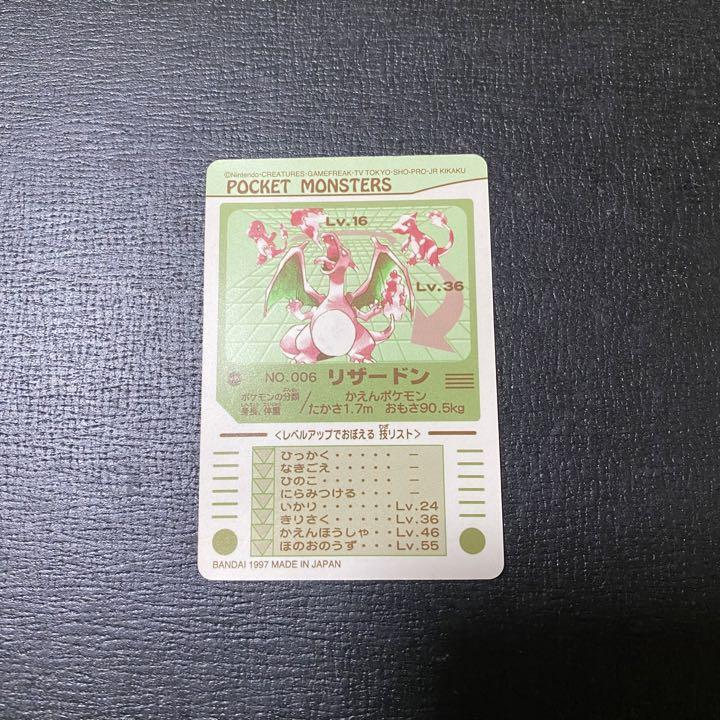 ©Nintendo·CREATURES·GAMEFREAK·TV TOKYO·SHO-PRO·JR KIKAKU
POCKET MONSTERS
Lv.16
Lv.36
NO.006 リザードン
ポケモンの分類 / かえんポケモン
身長、体重 / たかさ1.7m おもさ90.5kg
<レベルアップでおぼえる 技リスト>
ひっかく・・・・・ −
なきごえ・・・・・ −
ひのこ・・・・・・ −
にらみつける・・・ −
いかり・・・・・・Lv.24
きりさく・・・・・Lv.36
かえんほうしゃ・・Lv.46
ほのおのうず・・Lv.55
BANDAI 1997 MADE IN JAPAN